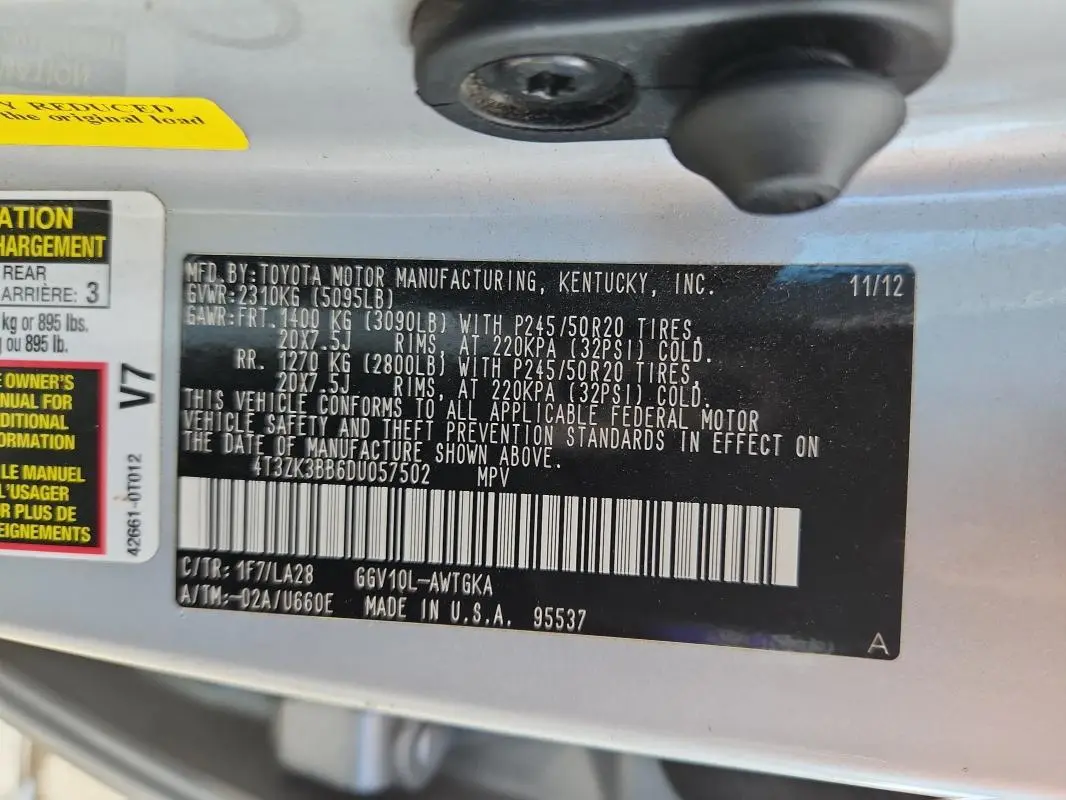 Y REDUCED
the original load
ATION
HARGEMENT
REAR
ARRIÈRE: 3
kg or 895 lbs.
ou 895 lb.
E OWNER'S
NUAL FOR
DITIONAL
ORMATION
LE MANUEL
L'USAGER
R PLUS DE
EIGNEMENTS
V7
42661-0T012
MFD. BY: TOYOTA MOTOR MANUFACTURING, KENTUCKY, INC. 11/12
GVWR: 2310KG (5095LB)
GAWR: FRT. 1400 KG (3090LB) WITH P245/50R20 TIRES,
20X7.5J RIMS, AT 220KPA (32PSI) COLD.
RR. 1270 KG (2800LB) WITH P245/50R20 TIRES,
20X7.5J RIMS, AT 220KPA (32PSI) COLD.
THIS VEHICLE CONFORMS TO ALL APPLICABLE FEDERAL MOTOR
VEHICLE SAFETY AND THEFT PREVENTION STANDARDS IN EFFECT ON
THE DATE OF MANUFACTURE SHOWN ABOVE.
4T3ZK3BB6DU057502 MPV
C/TR: 1F7/LA28 GGV10L-AWTGKA
A/TM:-02A/U660E MADE IN U.S.A. 95537
A